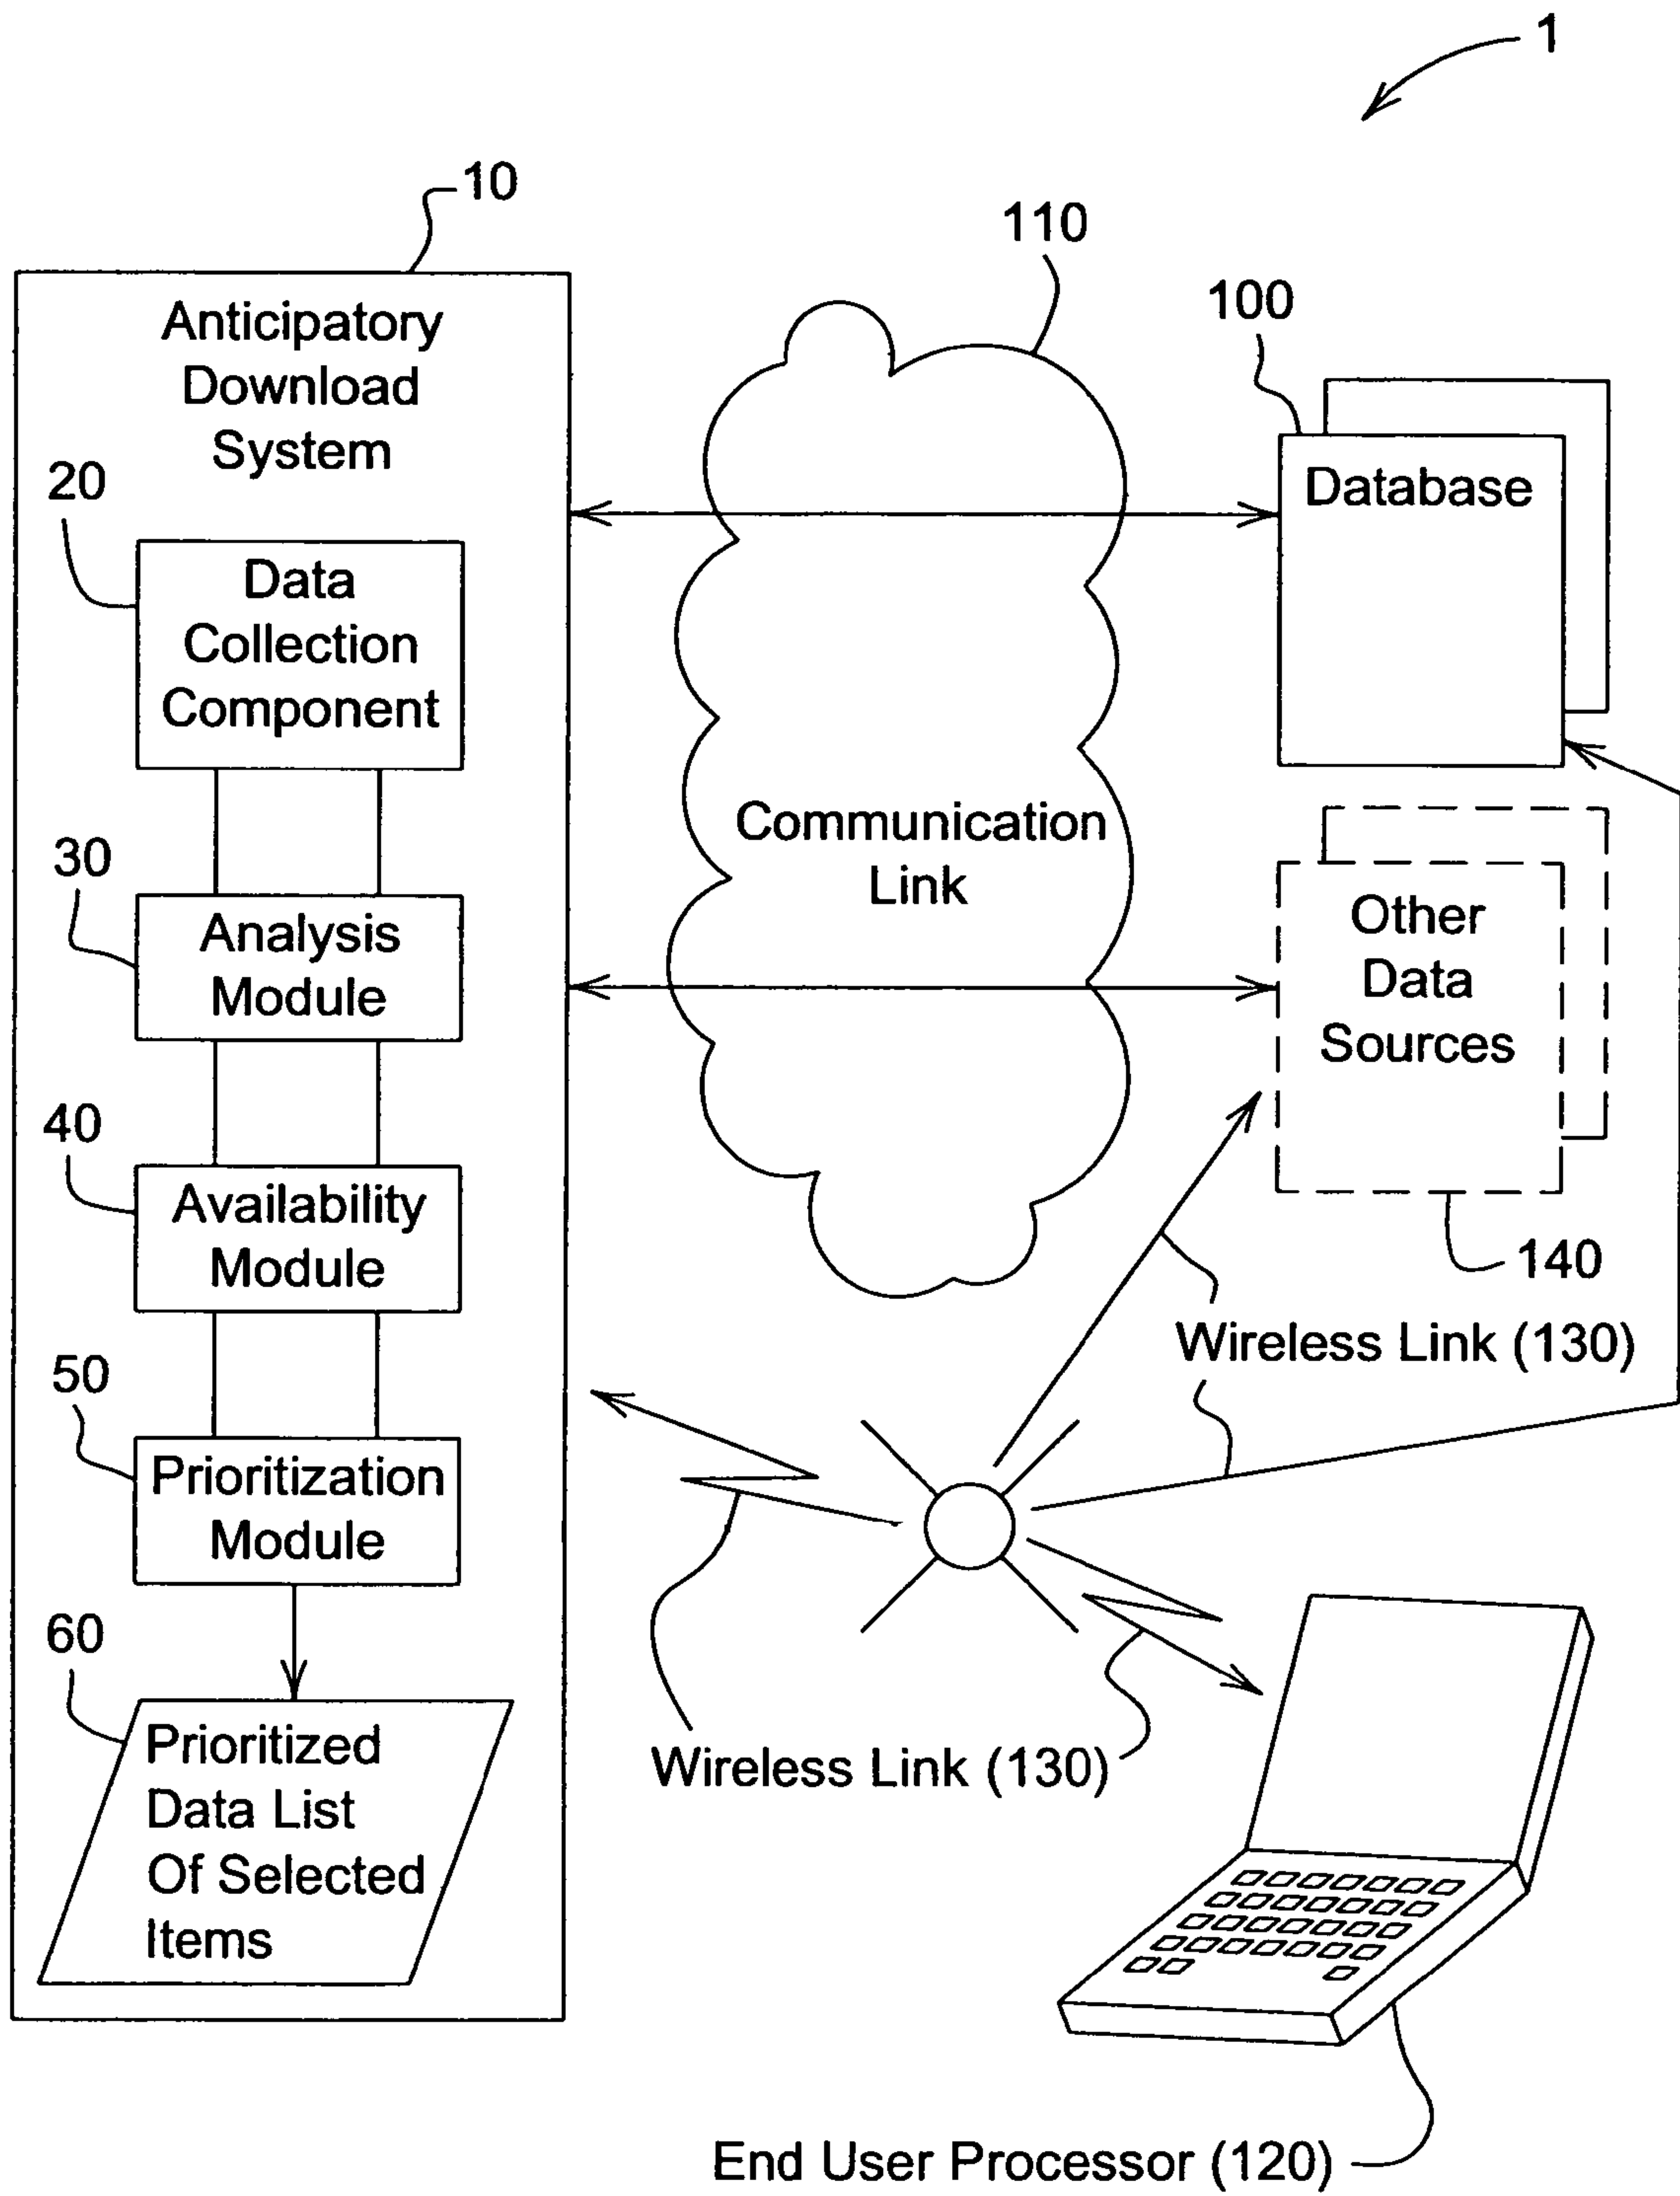 1
10
Anticipatory
Download
System
20
Data
Collection
Component
30
Analysis
Module
40
Availability
Module
50
Prioritization
Module
60
Prioritized
Data List
Of Selected
Items
110
Communication
Link
100
Database
Other
Data
Sources
140
Wireless Link (130)
Wireless Link (130)
End User Processor (120)